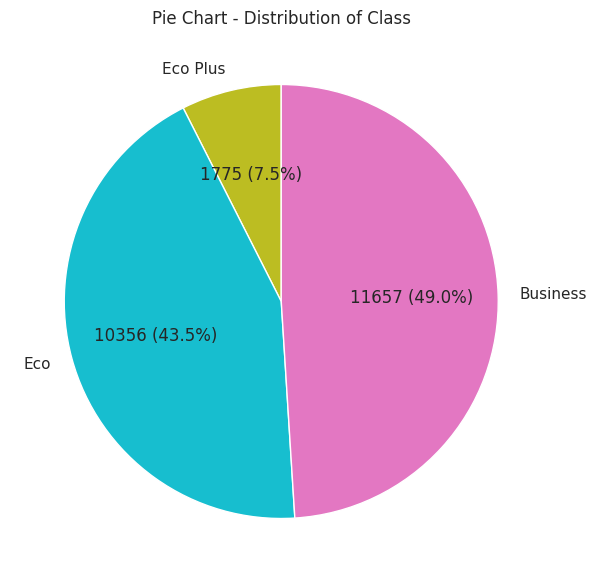 Pie Chart - Distribution of Class
Eco Plus
1775 (7.5%)
11657 (49.0%)
Business
10356 (43.5%)
Eco